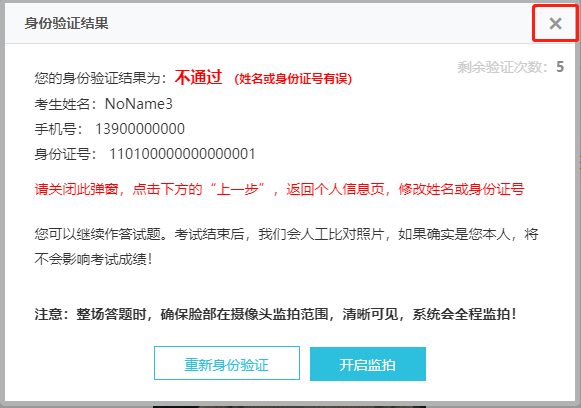 身份验证结果
剩余验证次数：5
您的身份验证结果为：不通过（姓名或身份证号有误）
考生姓名：NoName3
手机号： 13900000000
身份证号： 110100000000000001
请关闭此弹窗，点击下方的“上一步”，返回个人信息页，修改姓名或身份证号
您可以继续作答试题。考试结束后，我们会人工比对照片，如果确实是您本人，将
不会影响考试成绩！
注意：整场答题时，确保脸部在摄像头监拍范围，清晰可见，系统会全程监拍！
重新身份验证
开启监拍